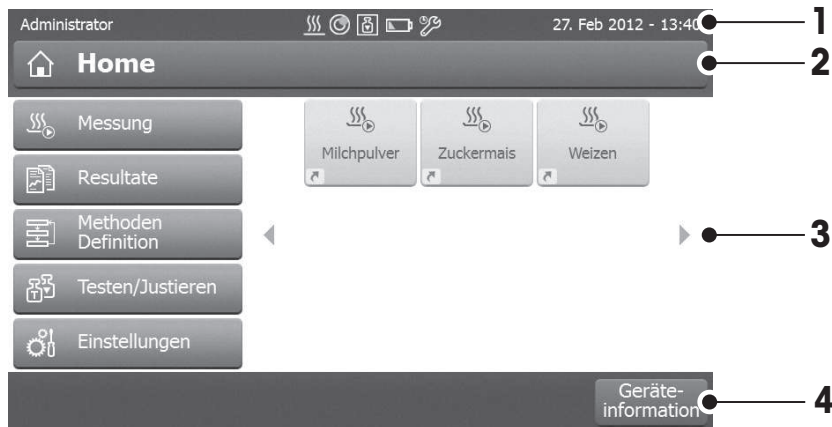 Administrator 27. Feb 2012 - 13:40 1
Home 2
Messung
Milchpulver Zuckermais Weizen
Resultate
Methoden
Definition
3
Testen/Justieren
Einstellungen
Geräte-
information
4